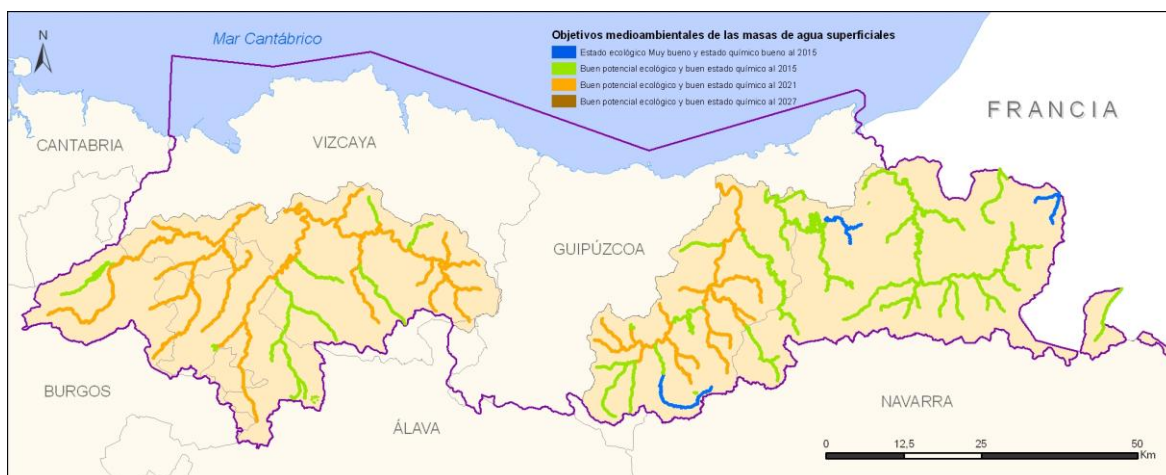 N
Mar Cantábrico
Objetivos medioambientales de las masas de agua superficiales
Estado ecológico Muy bueno y estado químico bueno al 2015
Buen potencial ecológico y buen estado químico al 2015
Buen potencial ecológico y buen estado químico al 2021
Buen potencial ecológico y buen estado químico al 2027
FRANCIA
CANTABRIA
VIZCAYA
GUIPÚZCOA
BURGOS
ÁLAVA
NAVARRA
0 12,5 25 50
Km